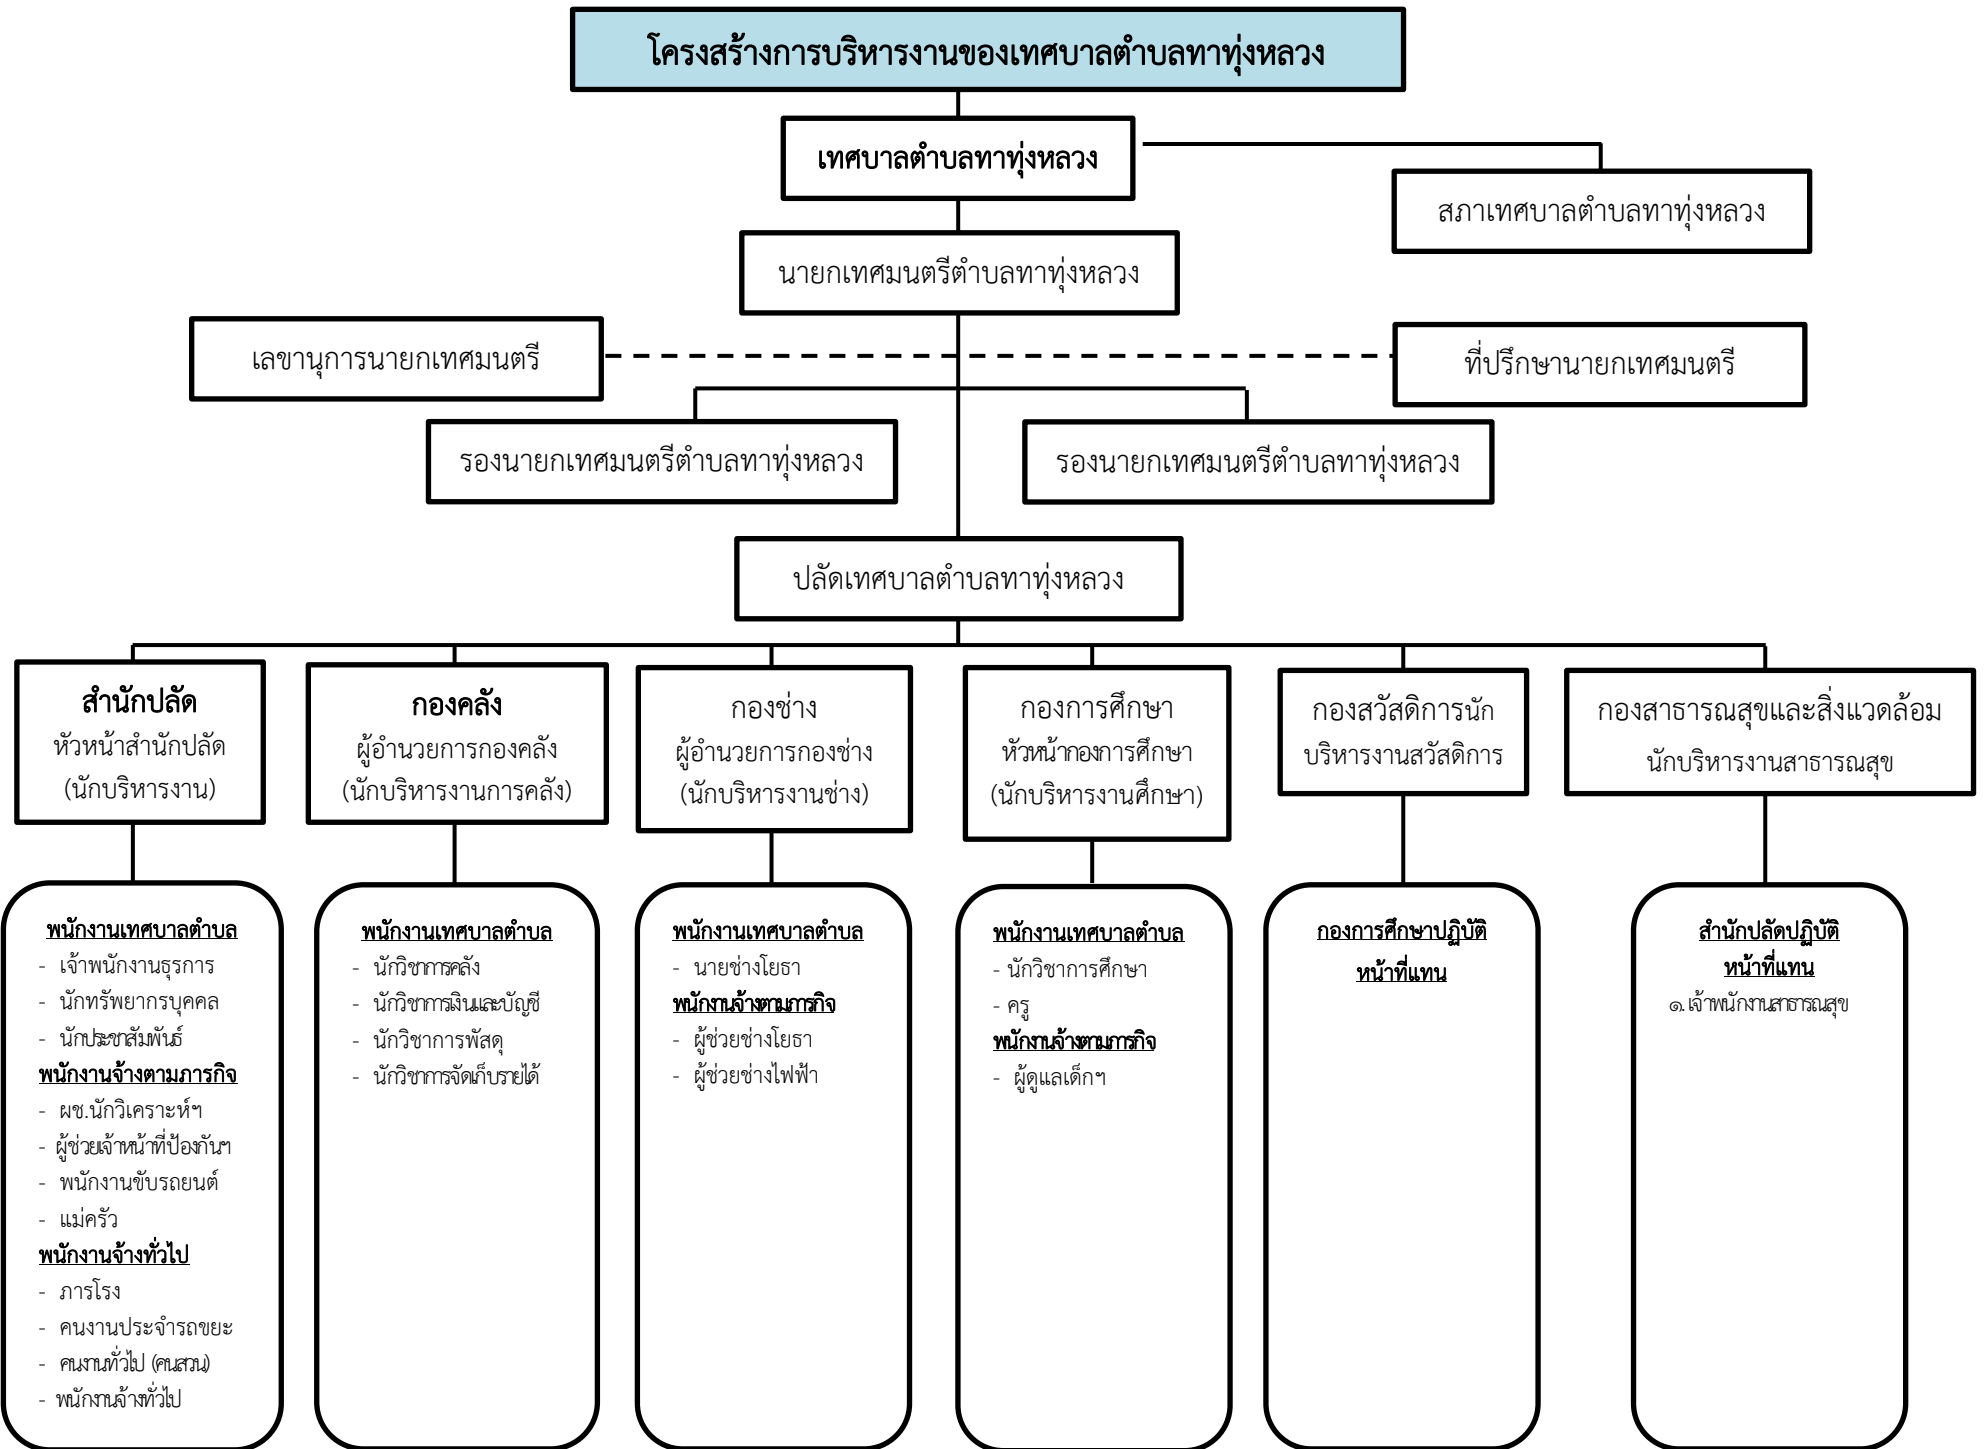 โครงสร้างการบริหารงานของเทศบาลตำบลทาทุ่งหลวง
เทศบาลตำบลทาทุ่งหลวง
สภาเทศบาลตำบลทาทุ่งหลวง
นายกเทศมนตรีตำบลทาทุ่งหลวง
เลขานุการนายกเทศมนตรี
ที่ปรึกษานายกเทศมนตรี
รองนายกเทศมนตรีตำบลทาทุ่งหลวง
รองนายกเทศมนตรีตำบลทาทุ่งหลวง
ปลัดเทศบาลตำบลทาทุ่งหลวง
สำนักปลัด
หัวหน้าสำนักปลัด
(นักบริหารงาน)
กองคลัง
ผู้อำนวยการกองคลัง
(นักบริหารงานการคลัง)
กองช่าง
ผู้อำนวยการกองช่าง
(นักบริหารงานช่าง)
กองการศึกษา
หัวหน้ากองการศึกษา
(นักบริหารงานศึกษา)
กองสวัสดิการนัก
บริหารงานสวัสดิการ
กองสาธารณสุขและสิ่งแวดล้อม
นักบริหารงานสาธารณสุข
พนักงานเทศบาลตำบล
- เจ้าพนักงานธุรการ
- นักทรัพยากรบุคคล
- นักประชาสัมพันธ์
พนักงานจ้างตามภารกิจ
- ผช.นักวิเคราะห์ฯ
- ผู้ช่วยเจ้าหน้าที่ป้องกันฯ
- พนักงานขับรถยนต์
- แม่ครัว
พนักงานจ้างทั่วไป
- ภารโรง
- คนงานประจำรถขยะ
- คนงานทั่วไป (คนสวน)
- พนักงานจ้างทั่วไป
พนักงานเทศบาลตำบล
- นักวิชาการคลัง
- นักวิชาการเงินและบัญชี
- นักวิชาการพัสดุ
- นักวิชาการจัดเก็บรายได้
พนักงานเทศบาลตำบล
- นายช่างโยธา
พนักงานจ้างตามภารกิจ
- ผู้ช่วยช่างโยธา
- ผู้ช่วยช่างไฟฟ้า
พนักงานเทศบาลตำบล
- นักวิชาการศึกษา
- ครู
พนักงานจ้างตามภารกิจ
- ผู้ดูแลเด็กฯ
กองการศึกษาปฏิบัติ
หน้าที่แทน
สำนักปลัดปฏิบัติ
หน้าที่แทน
๑. เจ้าพนักงานสาธารณสุข